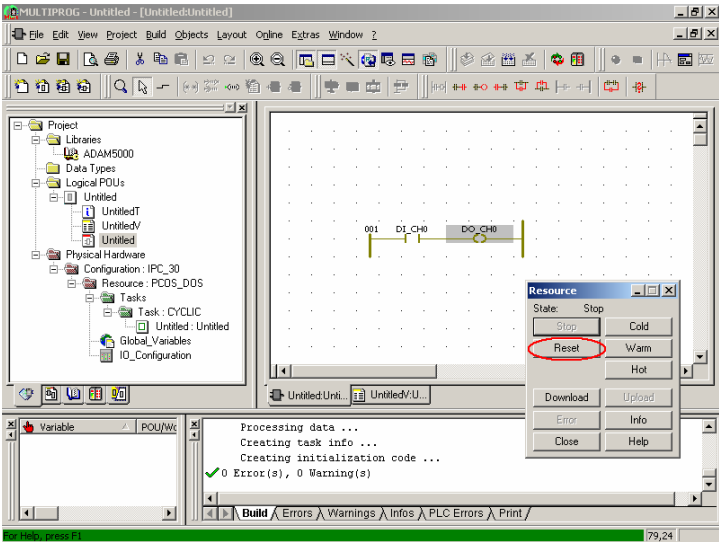 MULTIPROG - Untitled - [Untitled:Untitled]
File Edit View Project Build Objects Layout Online Extras Window ?
Project
Libraries
ADAM5000
Data Types
Logical POUs
Untitled
UntitledT
UntitledV
Untitled
Physical Hardware
Configuration : IPC_30
Resource : PCOS_DOS
Tasks
Task : CYCLIC
Untitled : Untitled
Global_Variables
IO_Configuration
001 DI_CH0 DO_CH0
Resource
State: Stop
Stop Cold
Reset Warm
Hot
Download Upload
Error Info
Close Help
Untitled:Unti... UntitledV:U...
Variable POU/Wo
Processing data ...
Creating task info ...
Creating initialization code ...
0 Error(s), 0 Warning(s)
Build Errors Warnings Infos PLC Errors Print
For Help, press F1
79,24